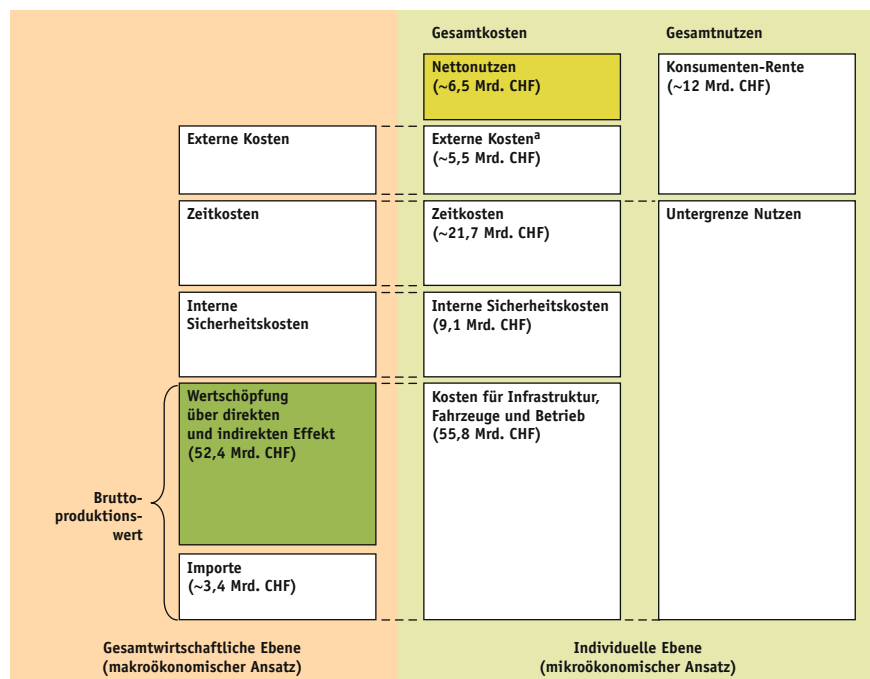 Gesamtkosten
Gesamtnutzen
Nettonutzen
(~6,5 Mrd. CHF)
Konsumenten-Rente
(~12 Mrd. CHF)
Externe Kosten
Externe Kostenª
(~5,5 Mrd. CHF)
Zeitkosten
Zeitkosten
(~21,7 Mrd. CHF)
Untergrenze Nutzen
Interne
Sicherheitskosten
Interne Sicherheitskosten
(9,1 Mrd. CHF)
Wertschöpfung
über direkten
und indirekten Effekt
(52,4 Mrd. CHF)
Kosten für Infrastruktur,
Fahrzeuge und Betrieb
(55,8 Mrd. CHF)
Brutto-
produktions-
wert
Importe
(~3,4 Mrd. CHF)
Gesamtwirtschaftliche Ebene
(makroökonomischer Ansatz)
Individuelle Ebene
(mikroökonomischer Ansatz)